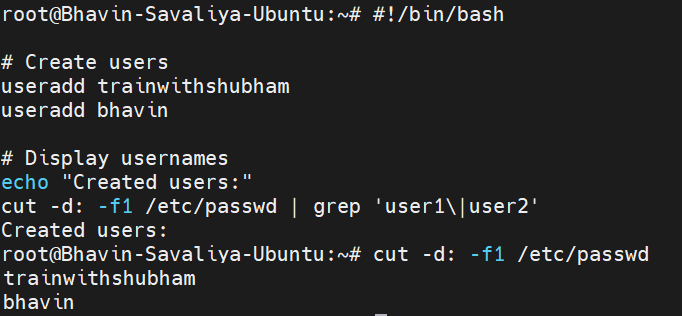 root@Bhavin-Savaliya-Ubuntu:~# #!/bin/bash
# Create users
useradd trainwithshubham
useradd bhavin
# Display usernames
echo "Created users:"
cut -d: -f1 /etc/passwd | grep 'user1\|user2'
Created users:
root@Bhavin-Savaliya-Ubuntu:~# cut -d: -f1 /etc/passwd
trainwithshubham
bhavin